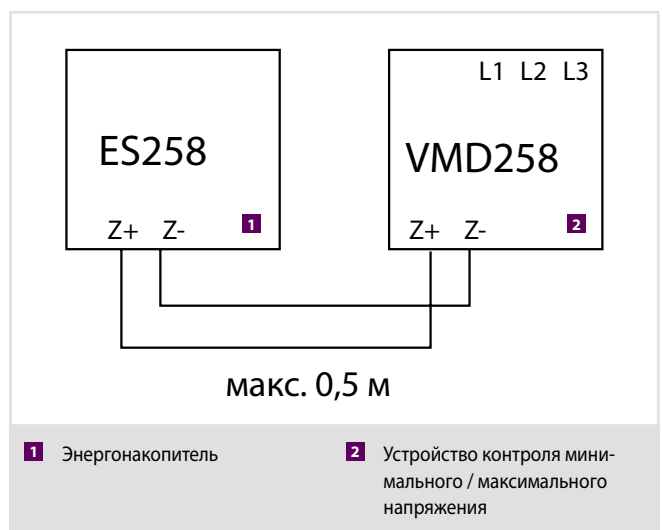 L1 L2 L3
ES258
VMD258
Z+ Z- 1
Z+ Z- 2
макс. 0,5 м
1 Энергонакопитель
2 Устройство контроля мини-
мального / максимального
напряжения